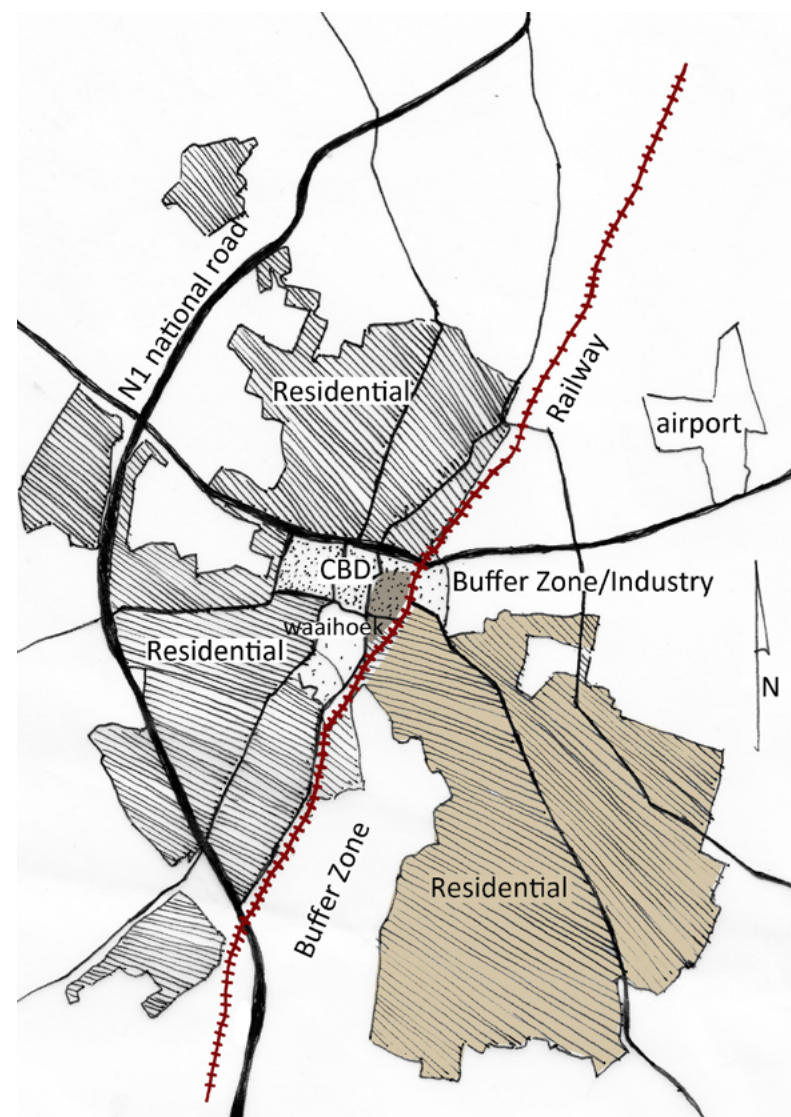 N1 national road
Residential
Railway
airport
CBD
Buffer Zone/Industry
waaihoek
Residential
N
Residential
Buffer Zone